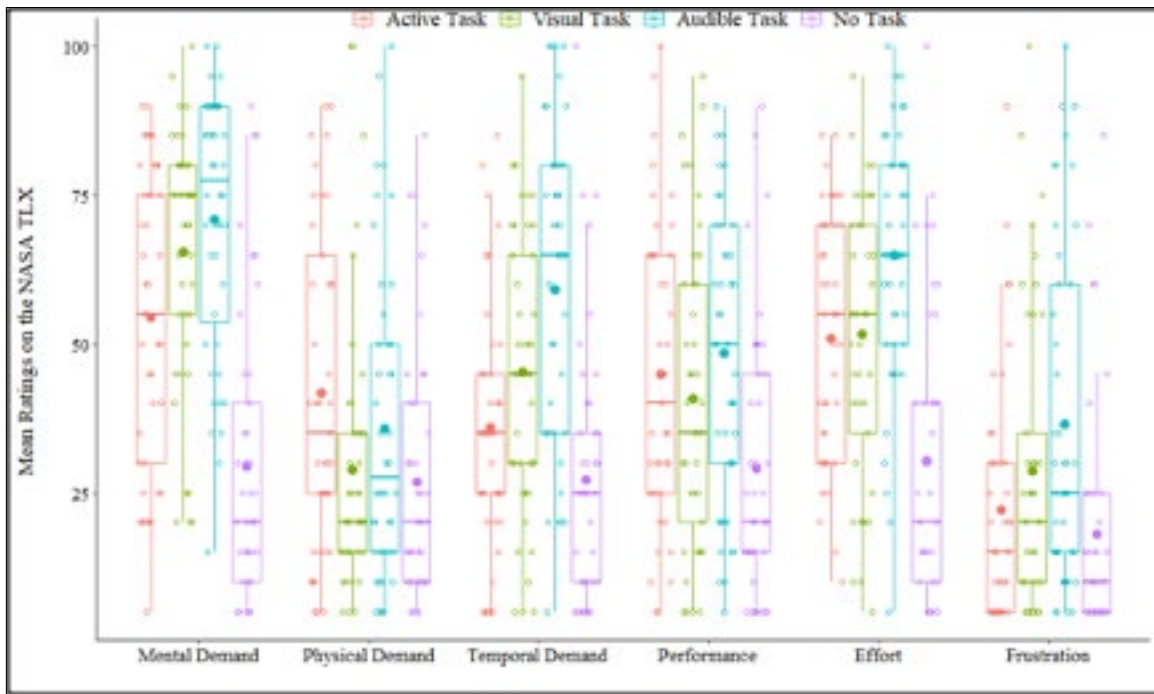 Active Task Visual Task Audible Task No Task
Mean Ratings on the NASA TLX
100
75
50
25
Mental Demand Physical Demand Temporal Demand Performance Effort Frustration